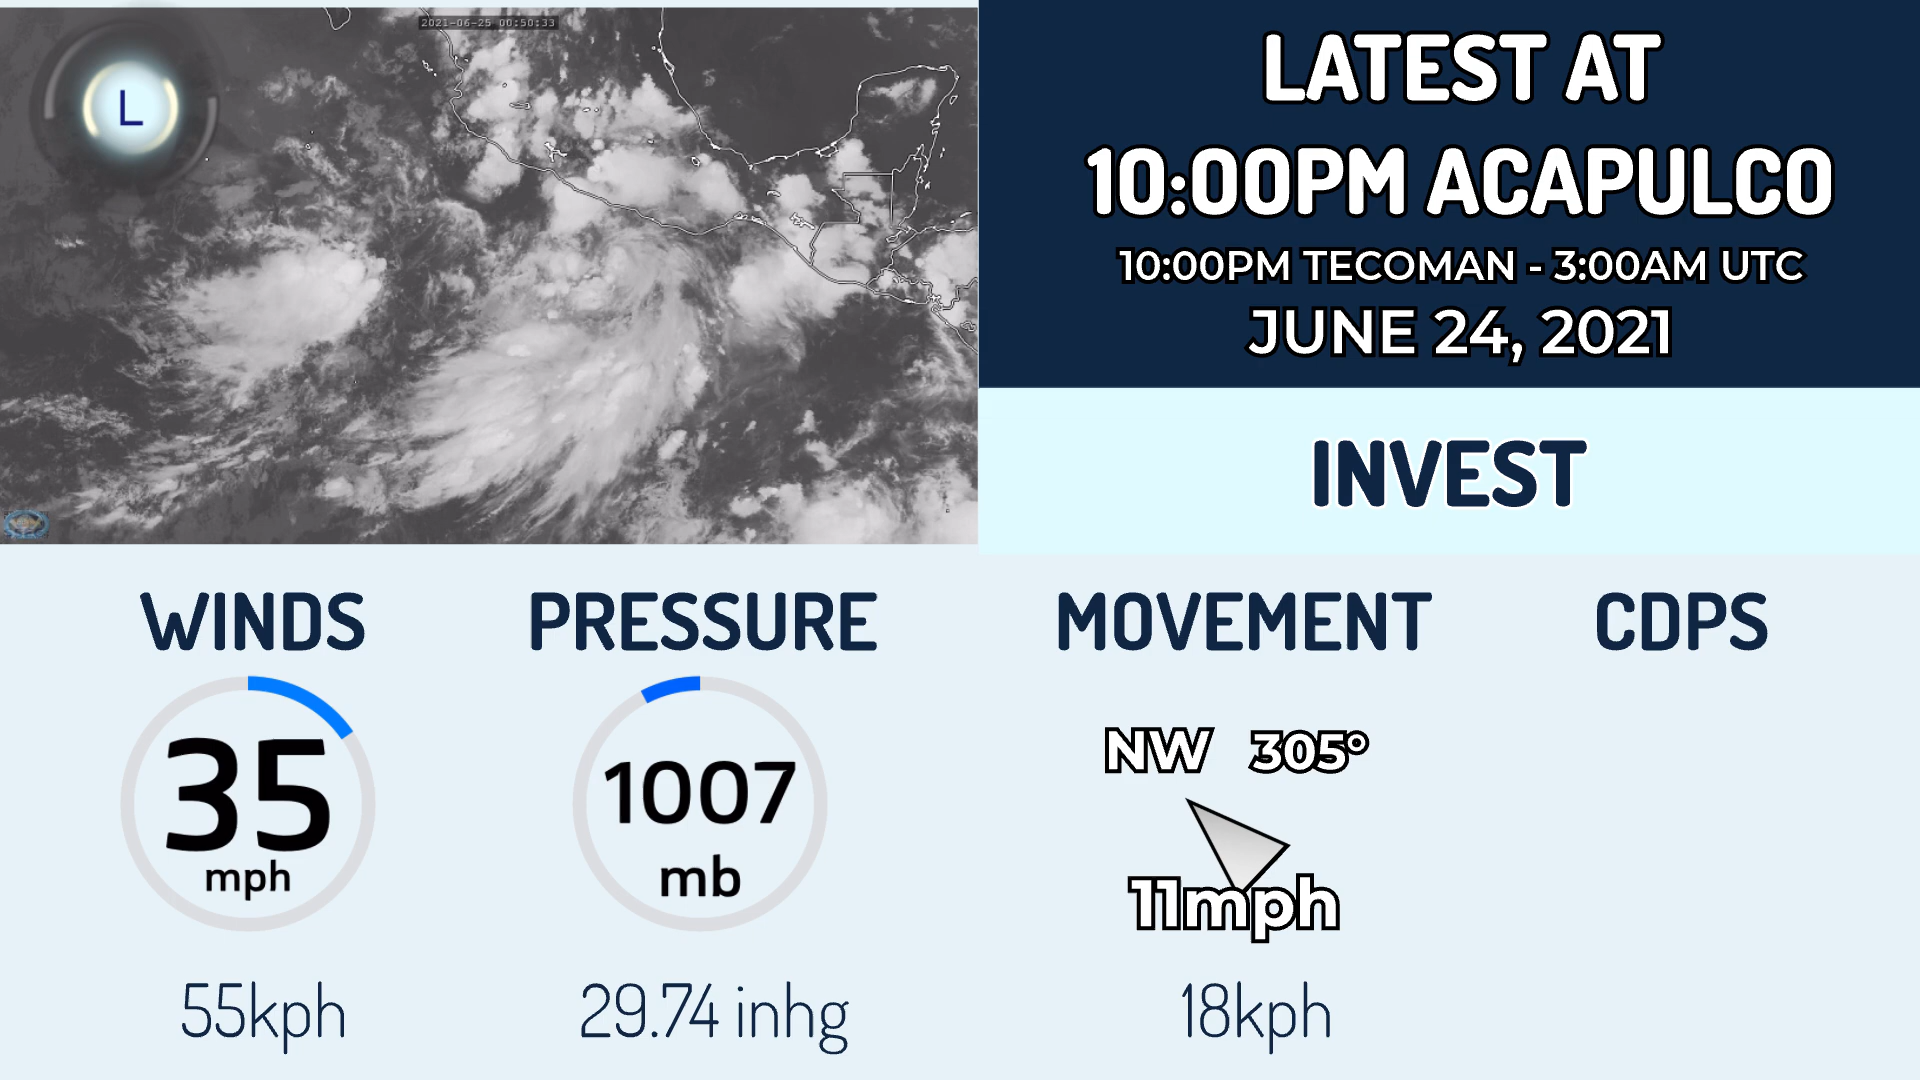 2021-06-25 00:50:33
L
LATEST AT
10:00PM ACAPULCO
10:00PM TECOMAN - 3:00AM UTC
JUNE 24, 2021
INVEST
WINDS
35
mph
55kph
PRESSURE
1007
mb
29.74 inhg
MOVEMENT
NW 305°
11mph
18kph
CDPS